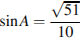 sinA = √51/10